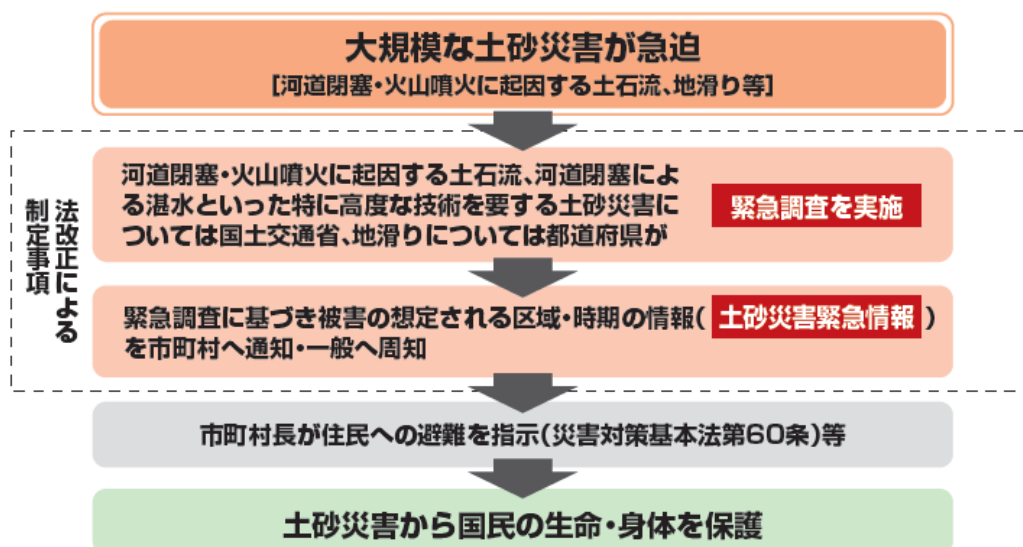 大規模な土砂災害が急迫
[河道閉塞・火山噴火に起因する土石流、地滑り等]
法改正による
制定事項
河道閉塞・火山噴火に起因する土石流、河道閉塞によ
る湛水といった特に高度な技術を要する土砂災害に
ついては国土交通省、地滑りについては都道府県が
緊急調査を実施
緊急調査に基づき被害の想定される区域・時期の情報(土砂災害緊急情報)
を市町村へ通知・一般へ周知
市町村長が住民への避難を指示(災害対策基本法第60条)等
土砂災害から国民の生命・身体を保護